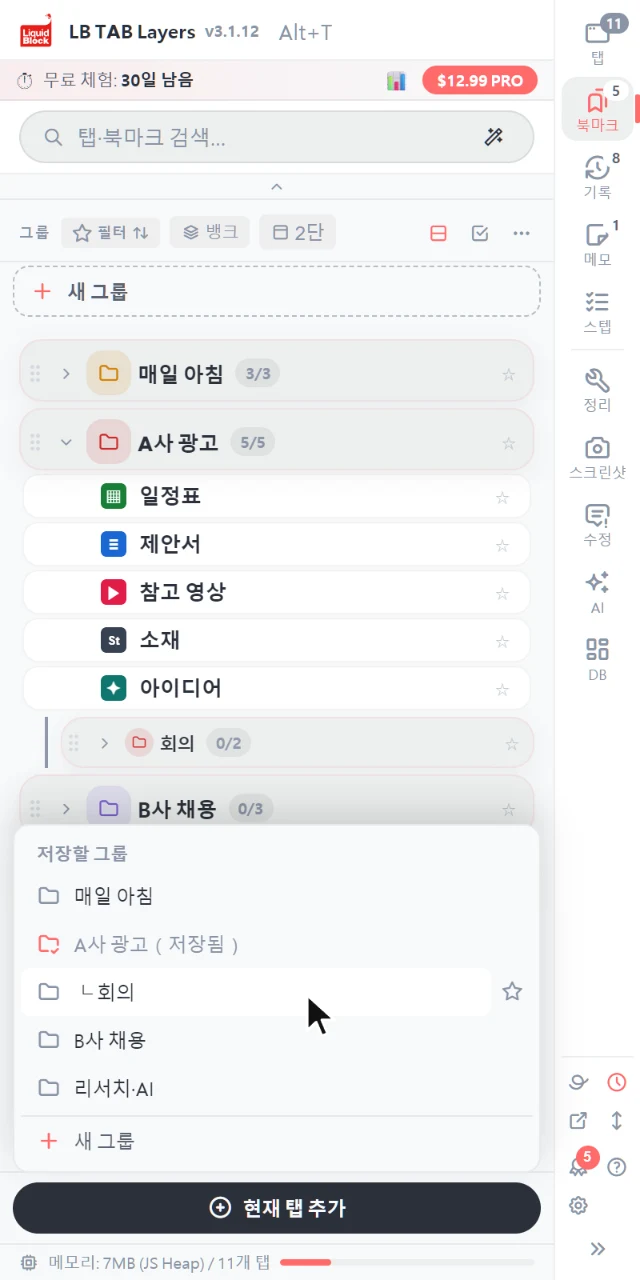 Liquid Block
LB TAB Layers v3.1.12 Alt+T
무료 체험: 30일 남음
$12.99 PRO
탭·북마크 검색...
그룹 필터 뱅크 2단
새 그룹
매일 아침 3/3
A사 광고 5/5
일정표
제안서
참고 영상
St 소재
아이디어
회의 0/2
B사 채용 0/3
저장할 그룹
매일 아침
A사 광고 ( 저장됨 )
ㄴ회의
B사 채용
리서치·AI
새 그룹
현재 탭 추가
메모리: 7MB (JS Heap) / 11개 탭
11
탭
5
북마크
8
기록
1
메모
스텝
정리
스크린샷
수정
AI
DB
5